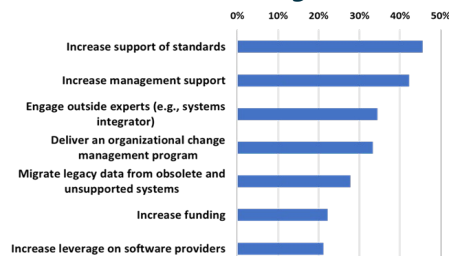 0% 10% 20% 30% 40% 50%
Increase support of standards
Increase management support
Engage outside experts (e.g., systems
integrator)
Deliver an organizational change
management program
Migrate legacy data from obsolete and
unsupported systems
Increase funding
Increase leverage on software providers